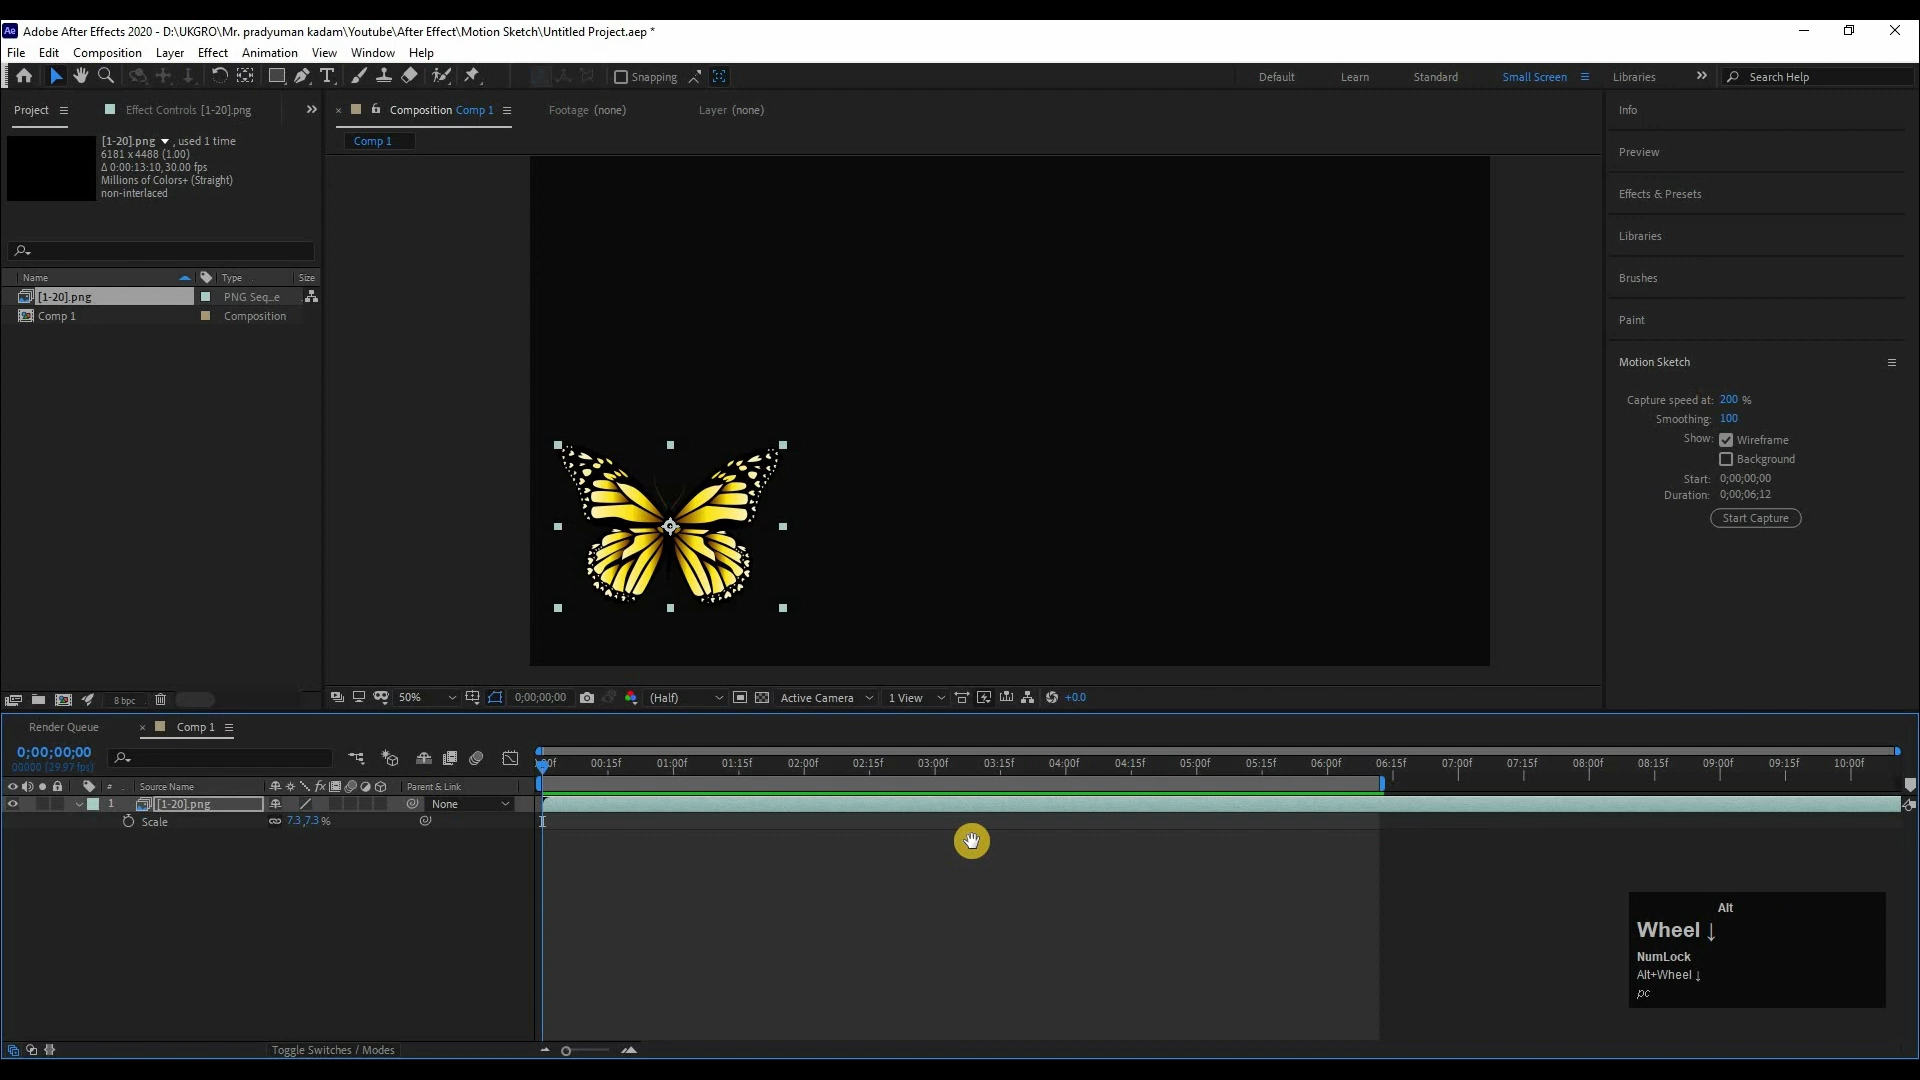 Ae Adobe After Effects 2020 - D:\UKGRO\Mr. pradyuman kadam\Youtube\After Effect\Motion Sketch\Untitled Project.aep *
File Edit Composition Layer Effect Animation View Window Help
Snapping Default Learn Standard Small Screen Libraries Search Help
Project Effect Controls [1-20].png Composition Comp 1 Footage (none) Layer (none) Info
Comp 1
[1-20].png , used 1 time
6181 x 4488 (1.00)
Δ 0:00:13:10, 30.00 fps
Millions of Colors+ (Straight)
non-interlaced
Name Type Size
[1-20].png PNG Seq...e
Comp 1 Composition
Preview
Effects & Presets
Libraries
Brushes
Paint
Motion Sketch
Capture speed at: 200 %
Smoothing: 100
Show: Wireframe
Background
Start: 0;00;00;00
Duration: 0;00;06;12
Start Capture
8 bpc 50% 0;00;00;00 (Half) Active Camera 1 View +0.0
Render Queue Comp 1
0;00;00;00
00000 (29.97 fps)
00:15f 01:00f 01:15f 02:00f 02:15f 03:00f 03:15f 04:00f 04:15f 05:00f 05:15f 06:00f 06:15f 07:00f 07:15f 08:00f 08:15f 09:00f 09:15f 10:00f
# Source Name fx Parent & Link
1 [1-20].png None
Scale 7.3,7.3 %
Alt
Wheel ↓
NumLock
Alt+Wheel ↓
pc
Toggle Switches / Modes